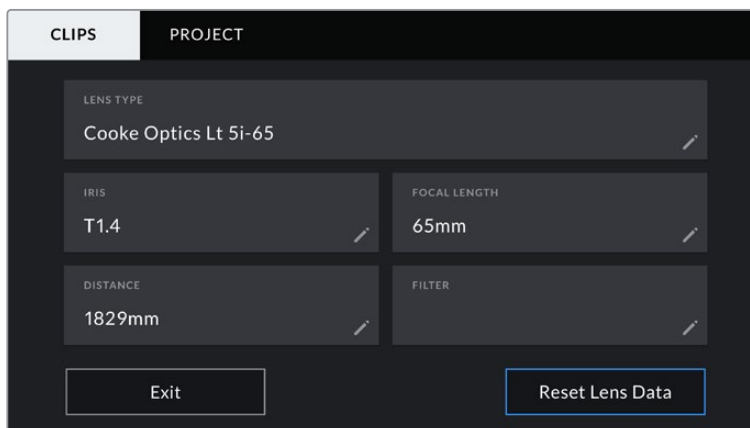 CLIPS PROJECT
LENS TYPE
Cooke Optics Lt 5i-65
IRIS
T1.4
FOCAL LENGTH
65mm
DISTANCE
1829mm
FILTER
Exit
Reset Lens Data